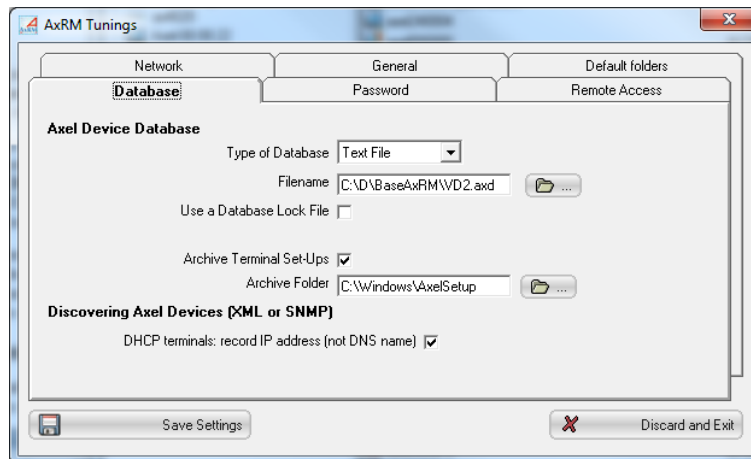 AxRM Tunings
Network General Default folders
Database Password Remote Access
Axel Device Database
Type of Database Text File
Filename C:\D\BaseAxRM\VD2.axd ...
Use a Database Lock File
Archive Terminal Set-Ups
Archive Folder C:\Windows\AxelSetup ...
Discovering Axel Devices (XML or SNMP)
DHCP terminals: record IP address (not DNS name)
Save Settings Discard and Exit